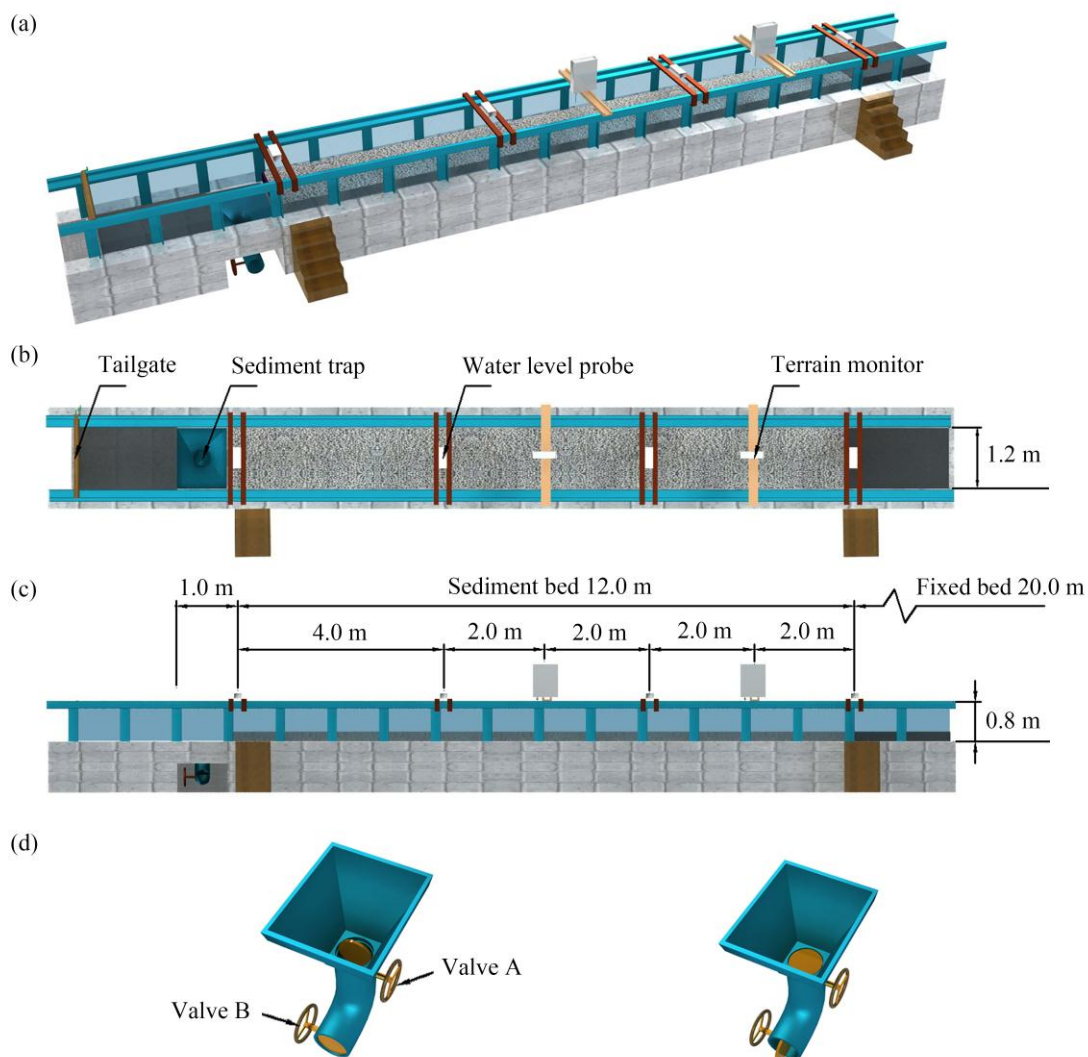 (a)
(b)
Tailgate
Sediment trap
Water level probe
Terrain monitor
1.2 m
(c)
1.0 m
Sediment bed 12.0 m
Fixed bed 20.0 m
4.0 m
2.0 m
2.0 m
2.0 m
2.0 m
0.8 m
(d)
Valve A
Valve B